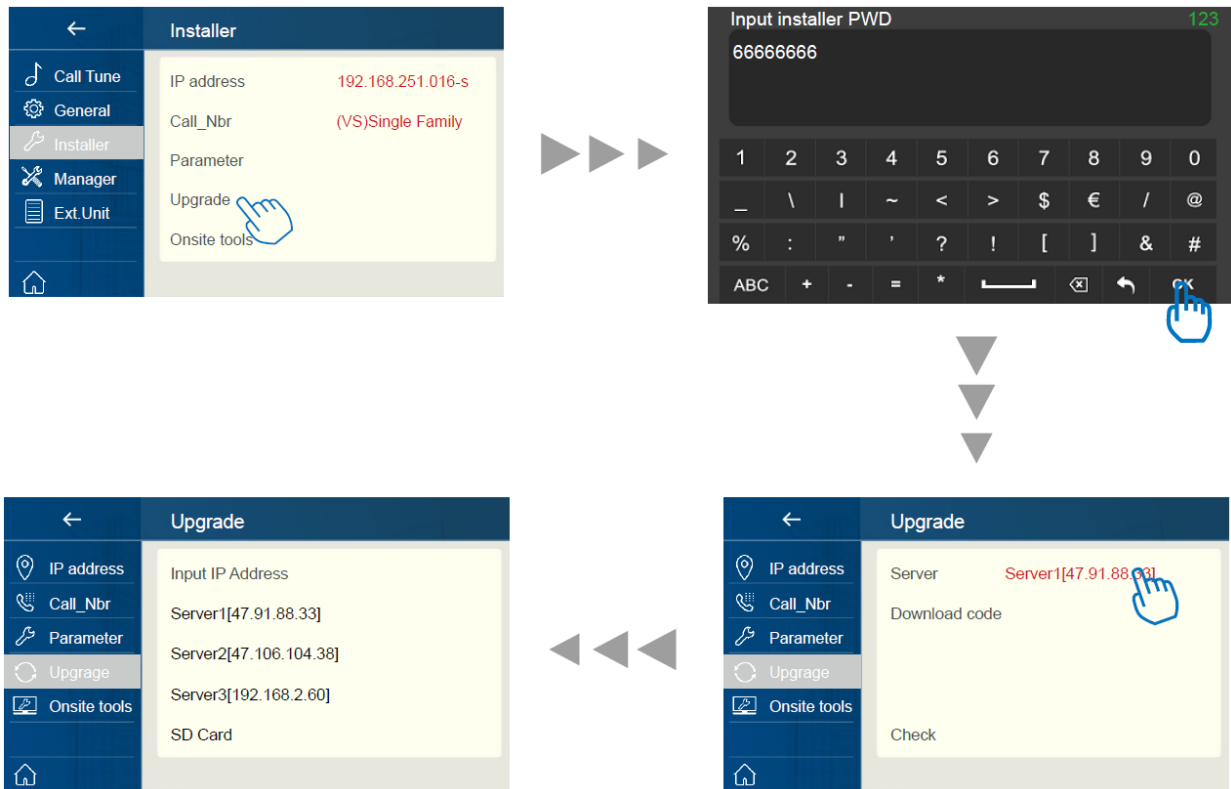 Installer
Call Tune
General
Installer
Manager
Ext.Unit
IP address 192.168.251.016-s
Call_Nbr (VS)Single Family
Parameter
Upgrade
Onsite tools
Input installer PWD 123
66666666
1 2 3 4 5 6 7 8 9 0
_ \ | ~ < > $ € / @
% : " ' ? ! [ ] & #
ABC + - = * OK
Upgrade
IP address
Call_Nbr
Parameter
Upgrage
Onsite tools
Server Server1[47.91.88.33]
Download code
Check
Upgrade
IP address
Call_Nbr
Parameter
Upgrage
Onsite tools
Input IP Address
Server1[47.91.88.33]
Server2[47.106.104.38]
Server3[192.168.2.60]
SD Card